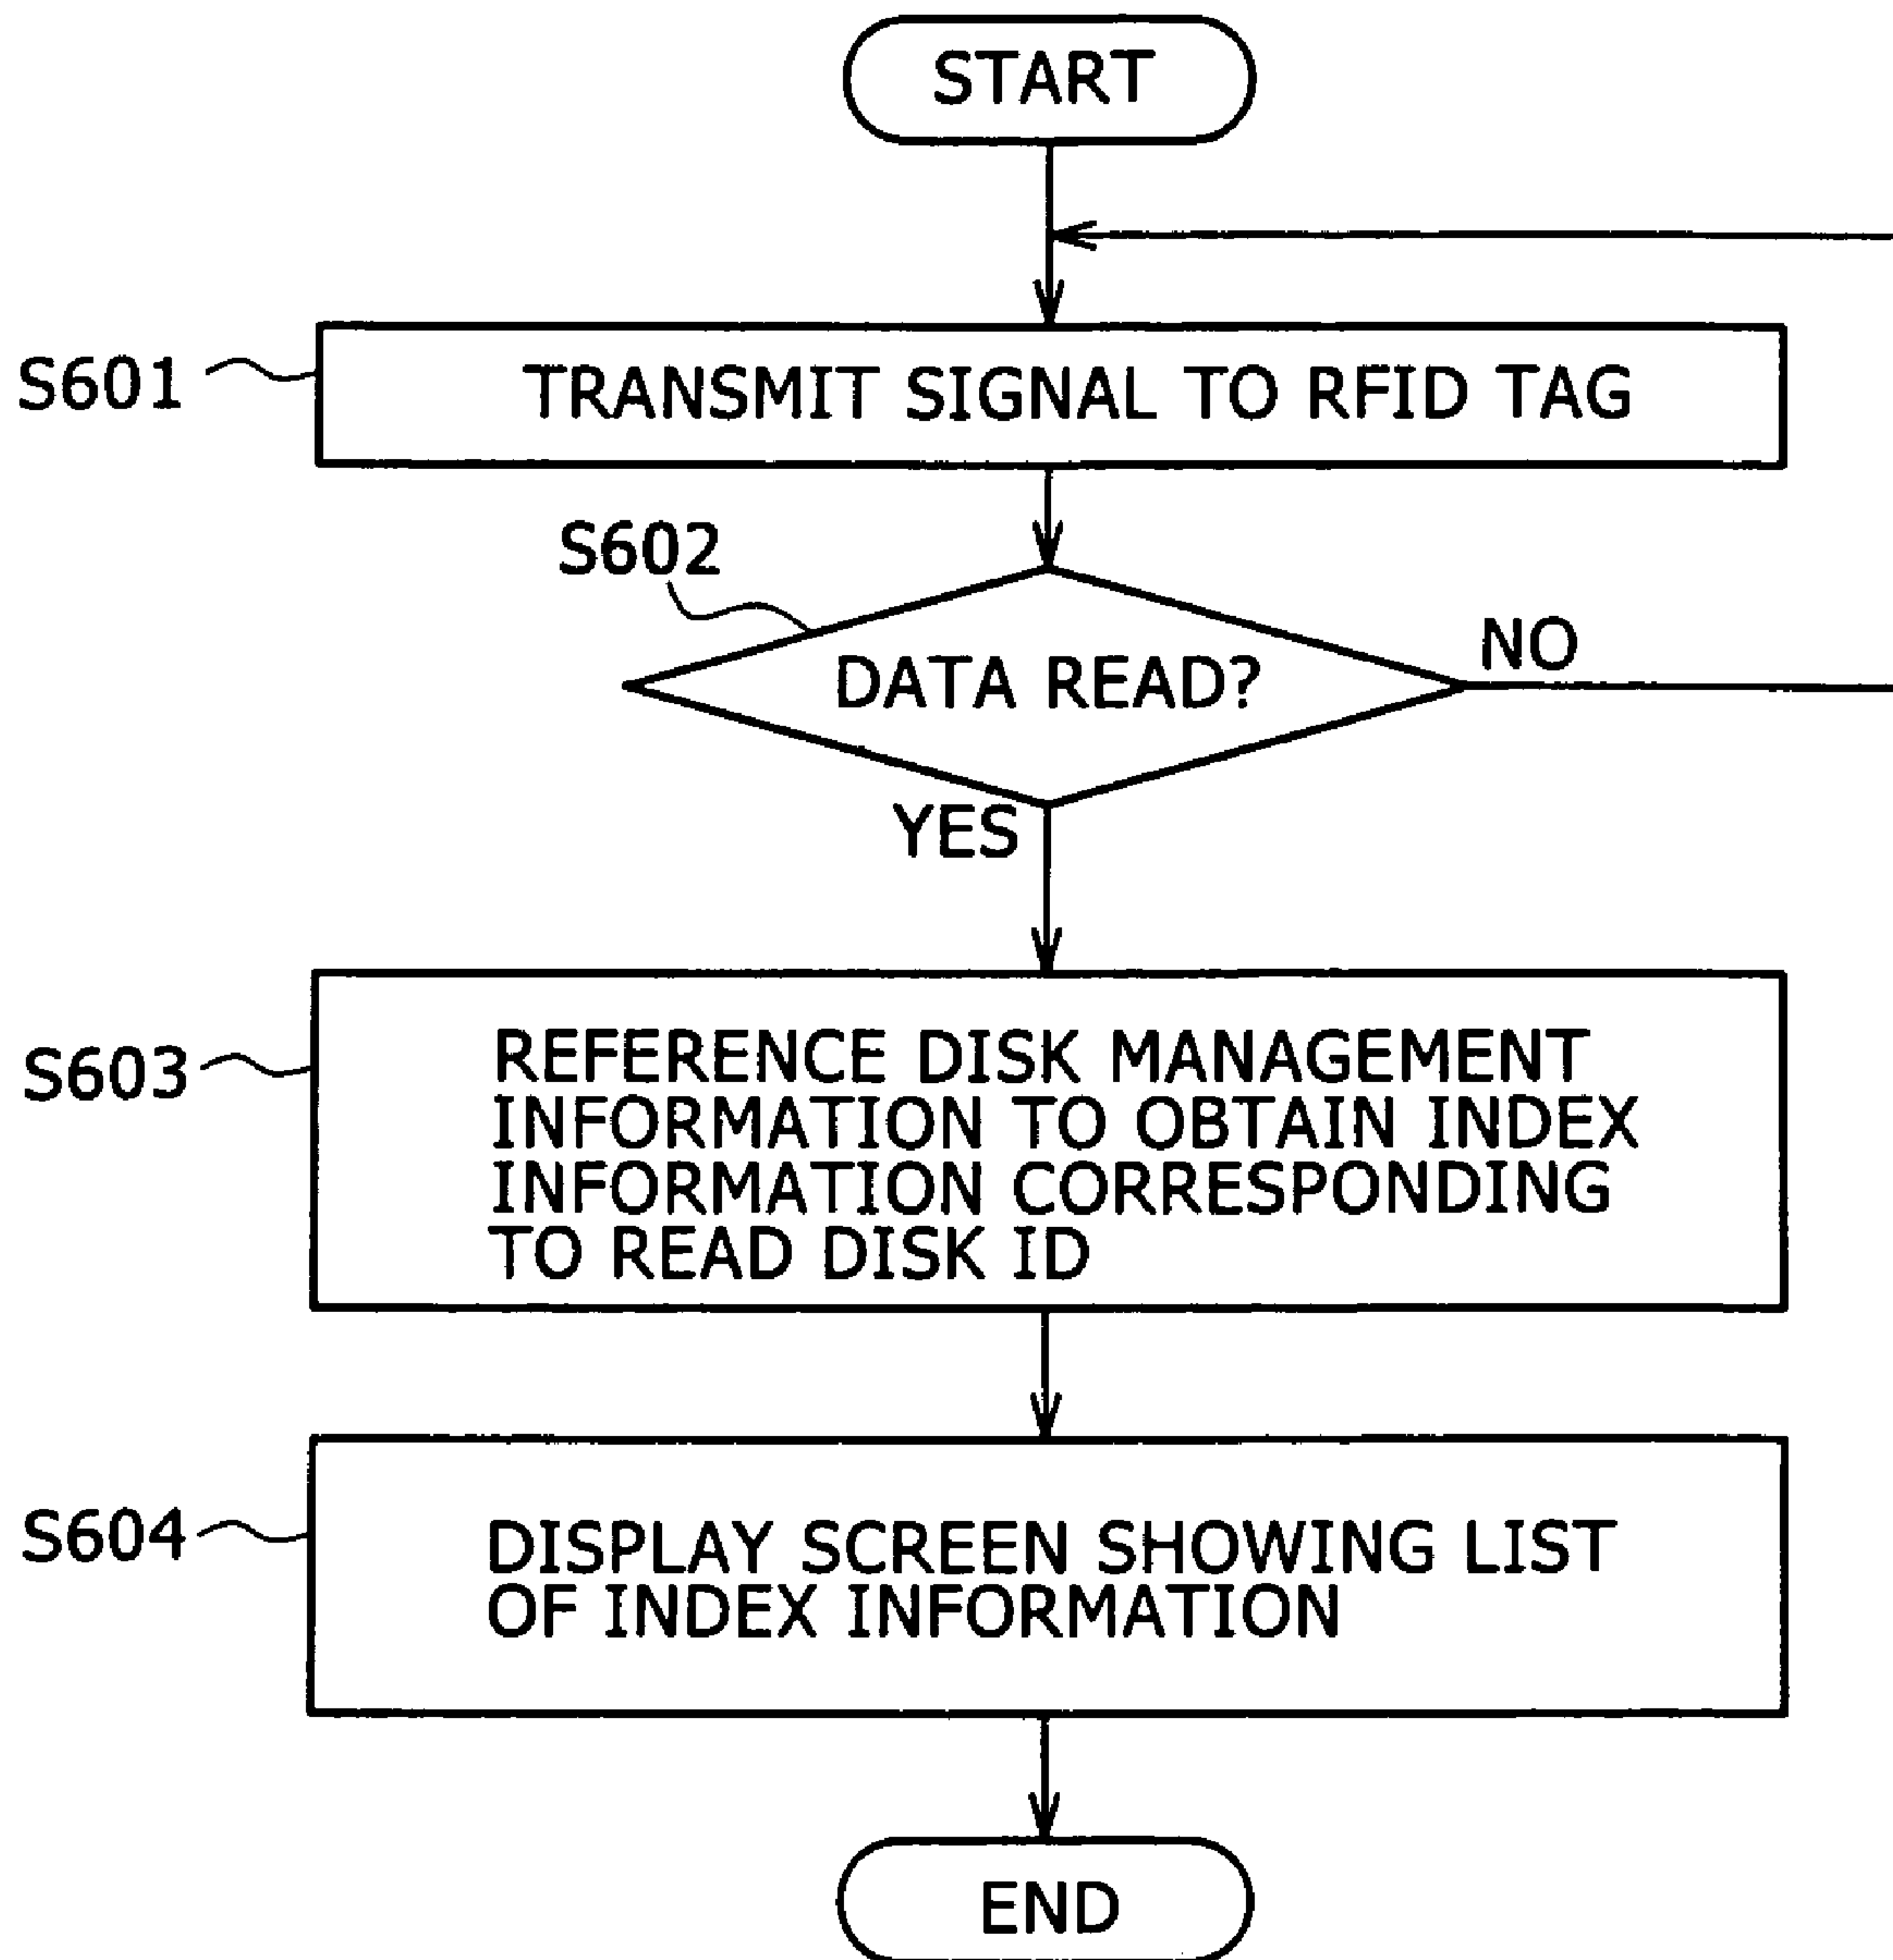 START
S601
TRANSMIT SIGNAL TO RFID TAG
S602
DATA READ?
NO
YES
S603
REFERENCE DISK MANAGEMENT
INFORMATION TO OBTAIN INDEX
INFORMATION CORRESPONDING
TO READ DISK ID
S604
DISPLAY SCREEN SHOWING LIST
OF INDEX INFORMATION
END